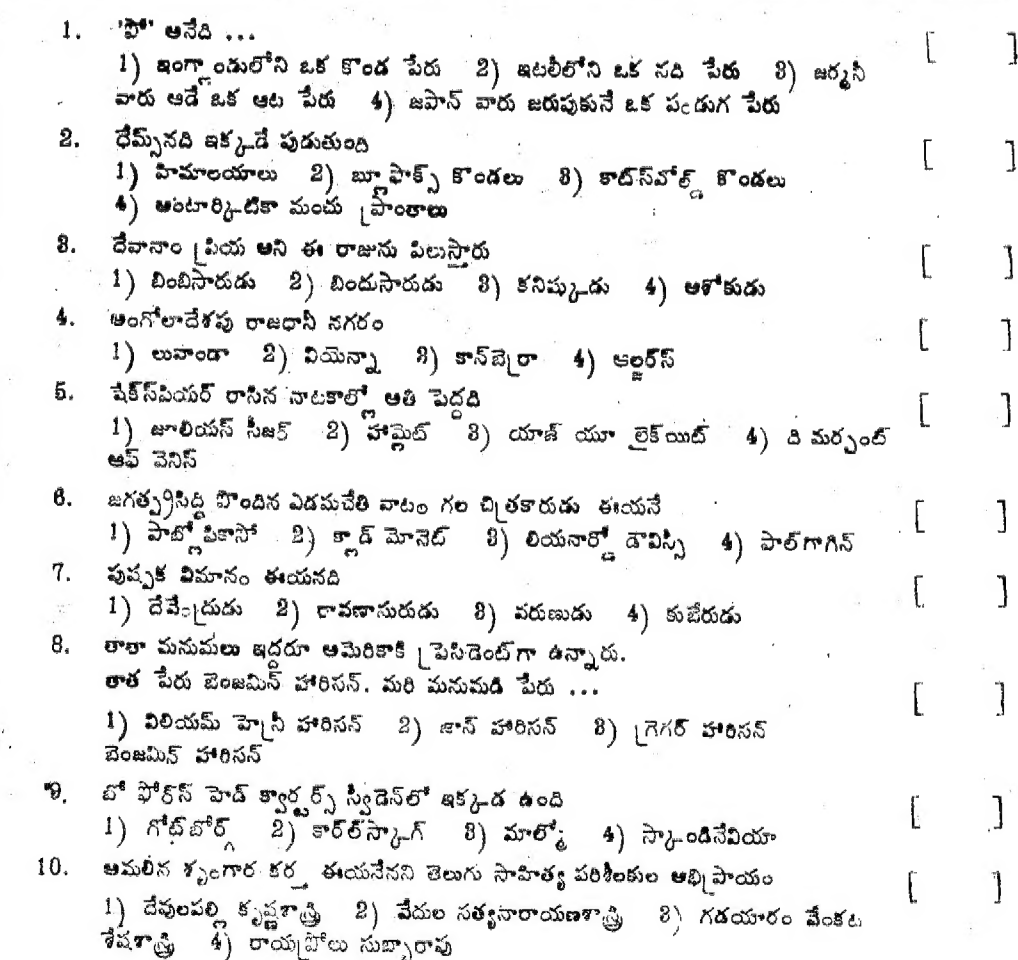 1. 'పో' అనేది ... [ ]
1) ఇంగ్లాండులోని ఒక కొండ పేరు 2) ఇటలీలోని ఒక నది పేరు 3) జర్మనీ
వారు ఆడే ఒక ఆట పేరు 4) జపాన్ వారు జరుపుకునే ఒక పండుగ పేరు
2. థేమ్స్‌నది ఇక్కడే పుడుతుంది [ ]
1) హిమాలయాలు 2) బ్లూఫాక్స్ కొండలు 3) కాట్‌స్‌వోల్డ్ కొండలు
4) అంటార్కిటికా మంచు ప్రాంతాలు
3. దేవానాం ప్రియ అని ఈ రాజును పిలుస్తారు [ ]
1) బింబిసారుడు 2) బిందుసారుడు 3) కనిష్కుడు 4) అశోకుడు
4. అంగోలాదేశపు రాజధానీ నగరం [ ]
1) లువాండా 2) వియెన్నా 3) కాన్‌బెర్రా 4) అల్జీర్స్
5. షేక్‌స్‌పియర్ రాసిన నాటకాల్లో అతి పెద్దది [ ]
1) జూలియస్ సీజర్ 2) హామ్లెట్ 3) యాజ్ యూ లైక్‌యిట్ 4) ది మర్చంట్
ఆఫ్ వెనిస్
6. జగత్ప్రసిద్ధి పొందిన ఎడమచేతి వాటం గల చిత్రకారుడు ఈయనే [ ]
1) పాబ్లోపికాసో 2) క్లాడ్ మోనెట్ 3) లియనార్డో డావిన్సి 4) పాల్‌గాగిన్
7. పుష్పక విమానం ఈయనది [ ]
1) దేవేంద్రుడు 2) రావణాసురుడు 3) వరుణుడు 4) కుబేరుడు
8. తాతా మనుమలు ఇద్దరూ అమెరికాకి ప్రెసిడెంట్‌గా ఉన్నారు.
తాత పేరు బెంజమిన్ హారిసన్. మరి మనుమడి పేరు ... [ ]
1) విలియమ్ హెన్రీ హారిసన్ 2) జాన్ హారిసన్ 3) గ్రెగర్ హారిసన్
బెంజమిన్ హారిసన్
*9. బో ఫోర్స్ హెడ్ క్వార్టర్స్ స్వీడెన్‌లో ఇక్కడ ఉంది [ ]
1) గోట్‌బోర్గ్ 2) కార్ల్‌స్కాగ్ 3) మాల్మో 4) స్కాండినేవియా
10. అమలిన శృంగార కర్త ఈయనేనని తెలుగు సాహిత్య పరిశీలకుల అభిప్రాయం [ ]
1) దేవులపల్లి కృష్ణశాస్త్రి 2) వేదుల సత్యనారాయణశాస్త్రి 3) గడయారం వేంకట
శేషశాస్త్రి 4) రాయప్రోలు సుబ్బారావు